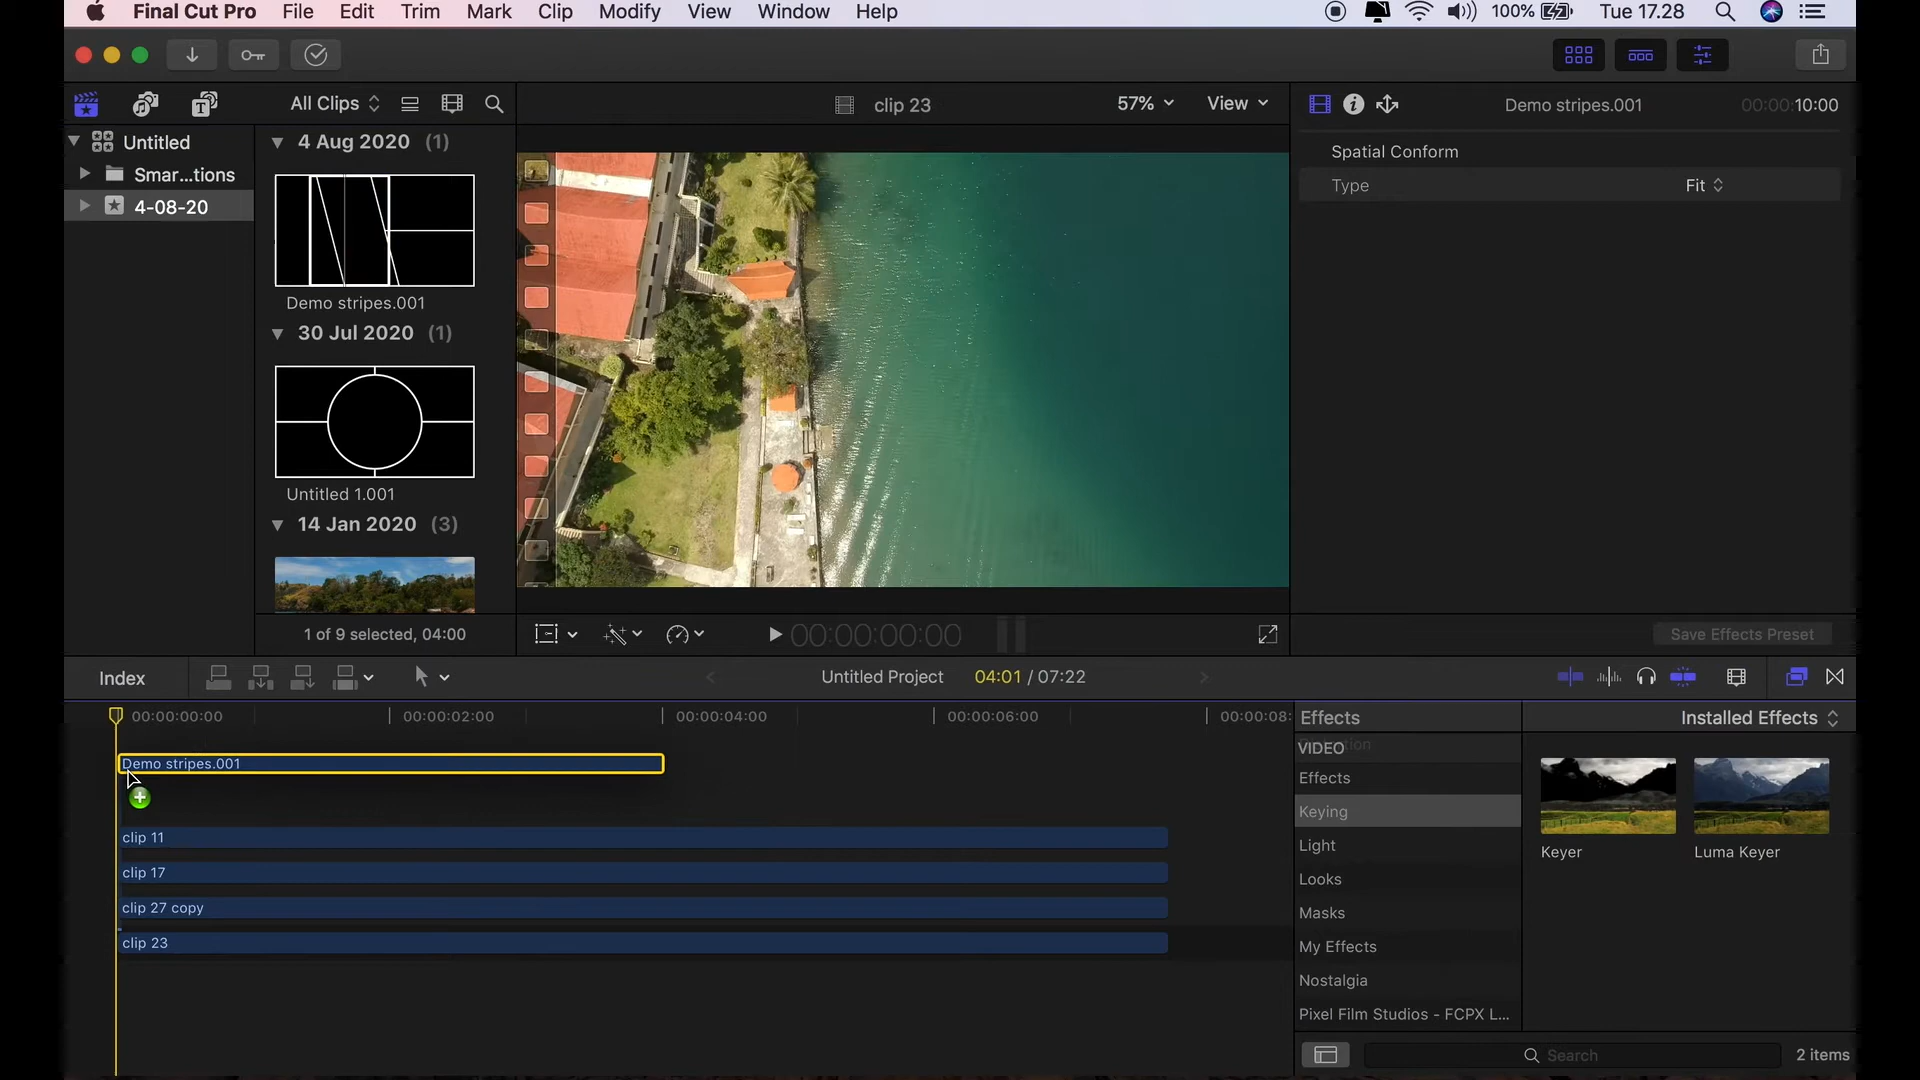 Final Cut Pro File Edit Trim Mark Clip Modify View Window Help 100% Tue 17.28
All Clips clip 23 57% View Demo stripes.001 00:00:10:00
Untitled
Smar...tions
4-08-20
4 Aug 2020 (1)
Demo stripes.001
30 Jul 2020 (1)
Untitled 1.001
14 Jan 2020 (3)
1 of 9 selected, 04:00
Spatial Conform
Type Fit
00:00:00:00
Save Effects Preset
Index Untitled Project 04:01 / 07:22
00:00:00:00 00:00:02:00 00:00:04:00 00:00:06:00 00:00:08:
Demo stripes.001
clip 11
clip 17
clip 27 copy
clip 23
Effects Installed Effects
VIDEO
Effects
Keying
Light
Looks
Masks
My Effects
Nostalgia
Pixel Film Studios - FCPX L...
Keyer Luma Keyer
Search 2 items